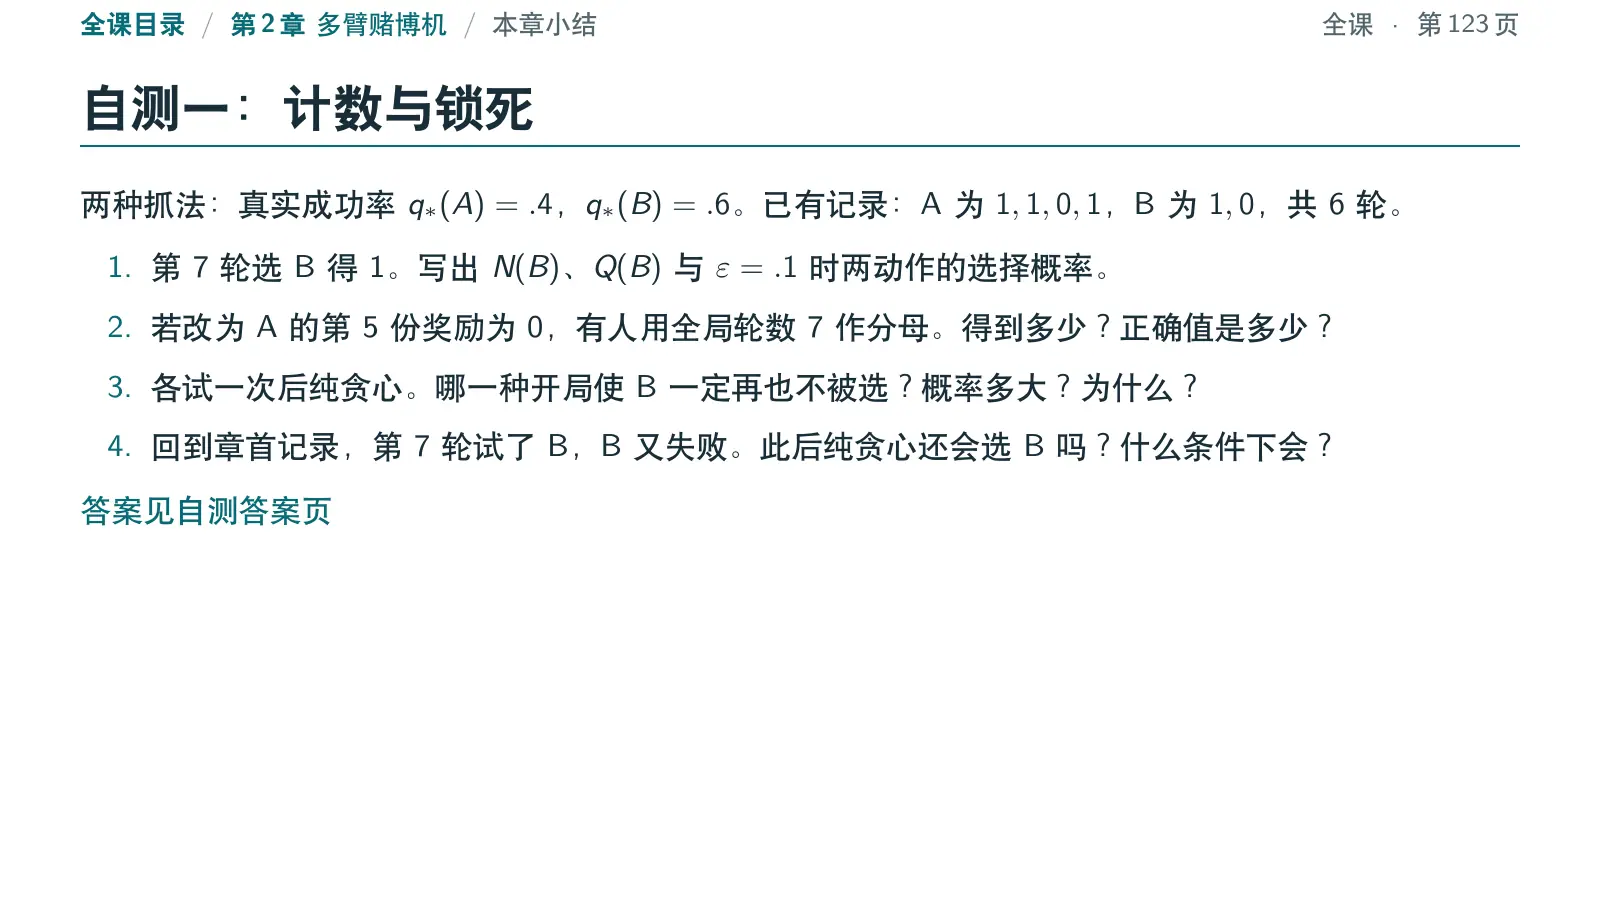 全课目录 / 第 2 章 多臂赌博机 / 本章小结 全课 · 第 123 页
自测一：计数与锁死
两种抓法：真实成功率 q∗(A) = .4，q∗(B) = .6。已有记录：A 为 1, 1, 0, 1，B 为 1, 0，共 6 轮。
1. 第 7 轮选 B 得 1。写出 N(B)、Q(B) 与 ε = .1 时两动作的选择概率。
2. 若改为 A 的第 5 份奖励为 0，有人用全局轮数 7 作分母。得到多少？正确值是多少？
3. 各试一次后纯贪心。哪一种开局使 B 一定再也不被选？概率多大？为什么？
4. 回到章首记录，第 7 轮试了 B，B 又失败。此后纯贪心还会选 B 吗？什么条件下会？
答案见自测答案页